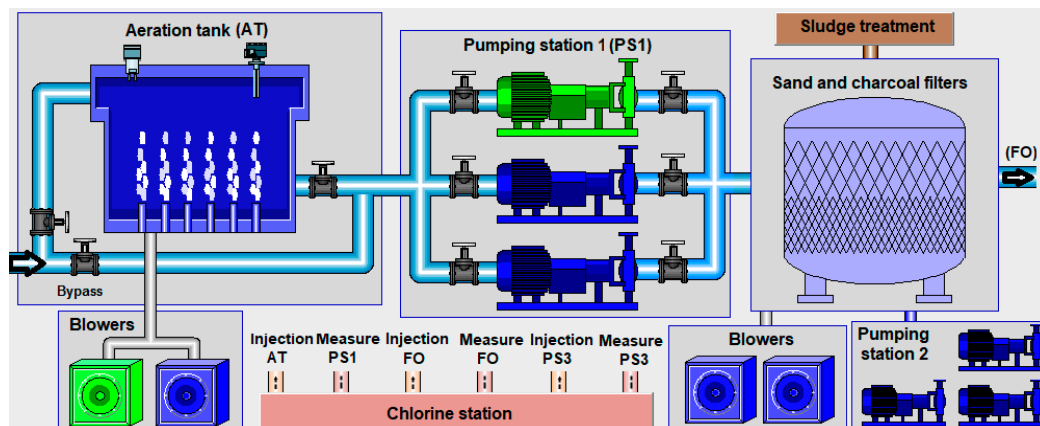 Aeration tank (AT)
Pumping station 1 (PS1)
Sludge treatment
Sand and charcoal filters
(FO)
Bypass
Blowers
Injection AT
Measure PS1
Injection FO
Measure FO
Injection PS3
Measure PS3
Chlorine station
Blowers
Pumping
station 2